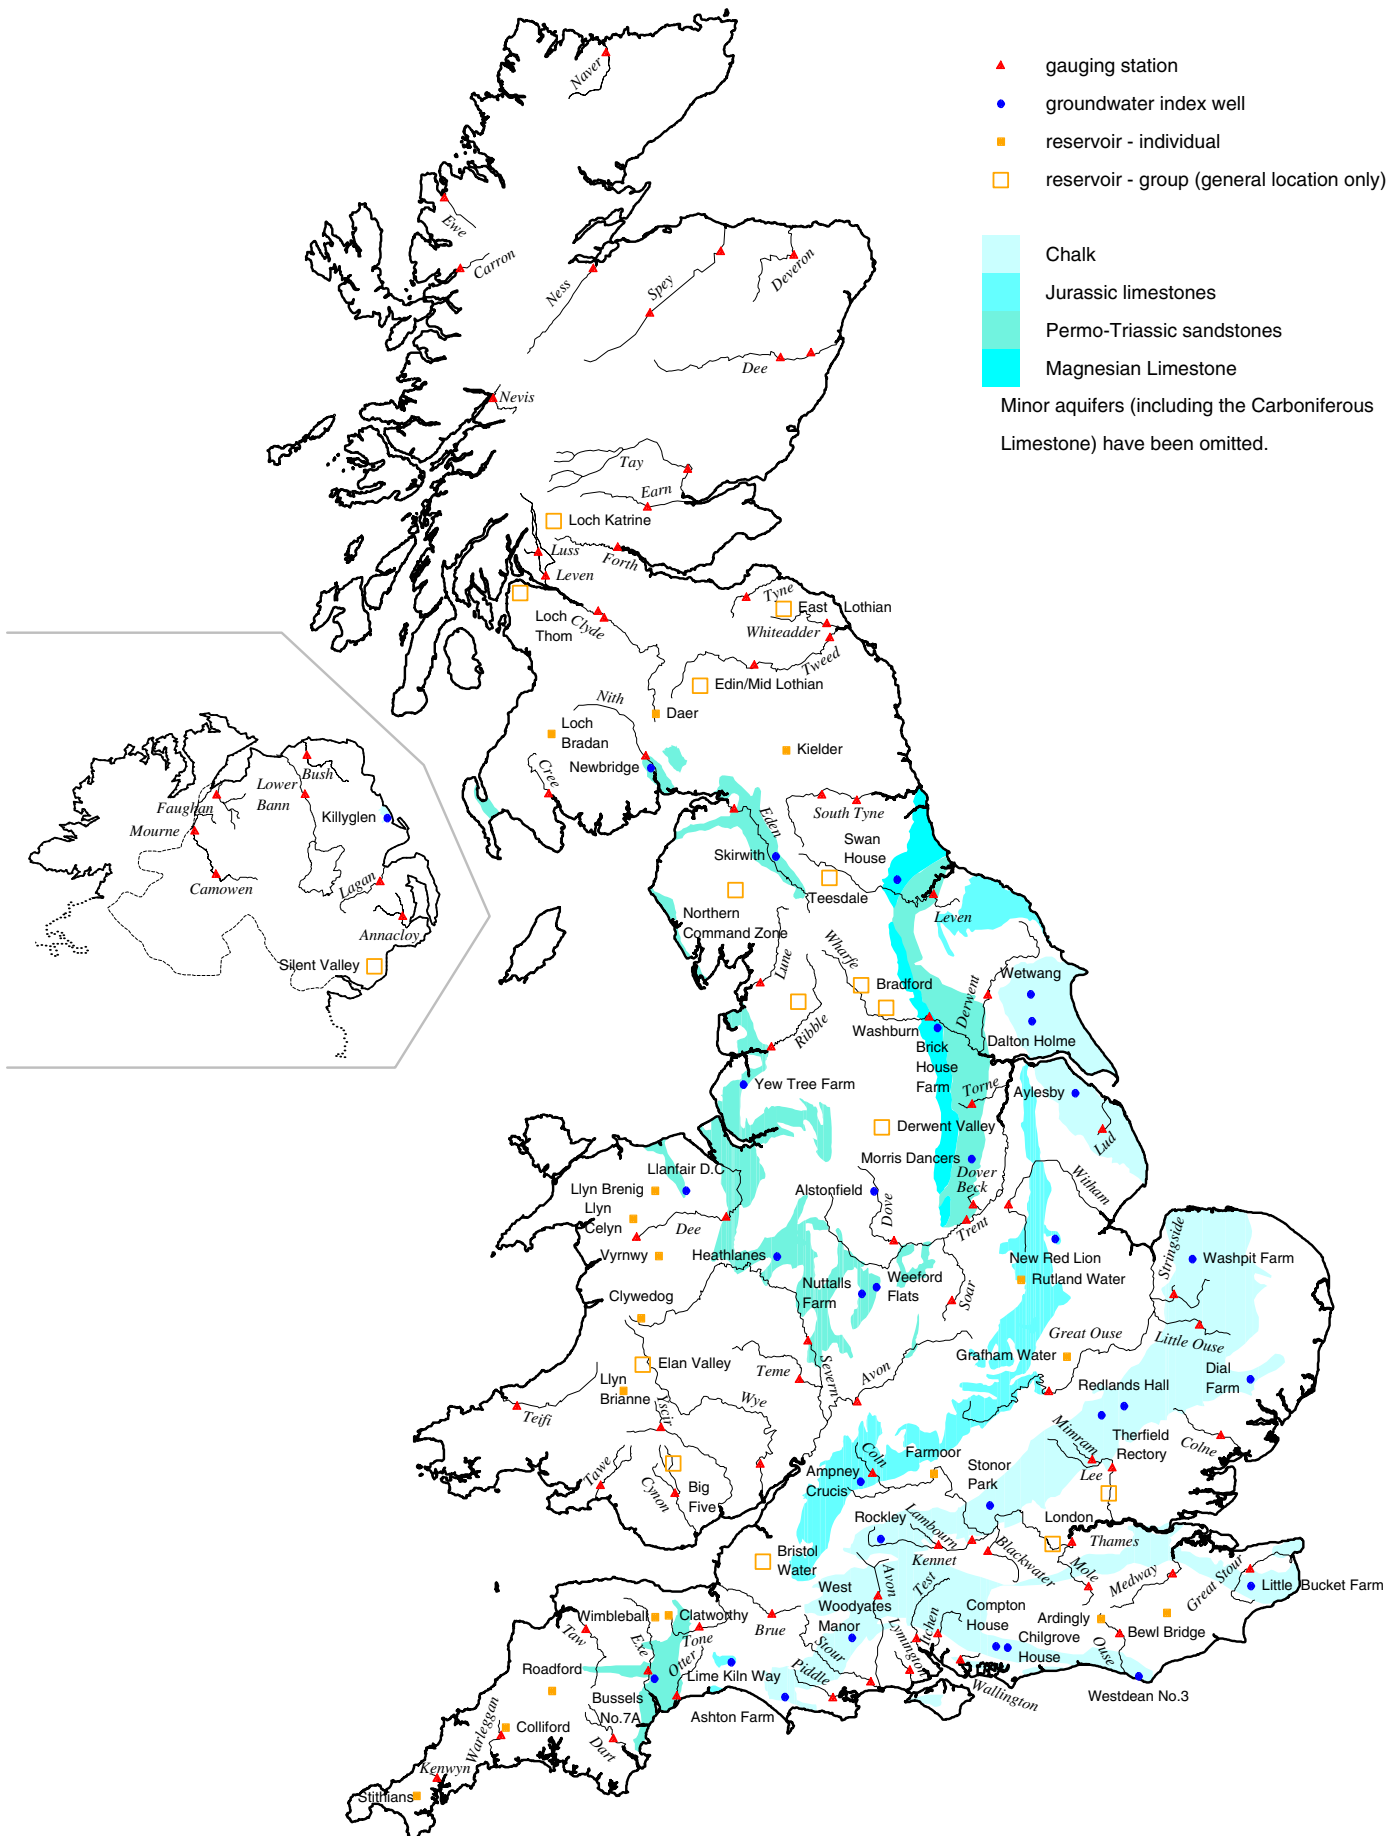 gauging station
groundwater index well
reservoir - individual
reservoir - group (general location only)
Chalk
Jurassic limestones
Permo-Triassic sandstones
Magnesian Limestone
Minor aquifers (including the Carboniferous
Limestone) have been omitted.
Naver
Ewe
Carron
Ness
Spey
Deveron
Dee
Nevis
Tay
Earn
Loch Katrine
Luss
Forth
Leven
Loch
Thom
Clyde
Tyne
East Lothian
Whiteadder
Tweed
Edin/Mid Lothian
Nith
Daer
Loch
Bradan
Kielder
Newbridge
Cree
Bush
Lower
Bann
Faughan
Mourne
Killyglen
Camowen
Lagan
Annacloy
Silent Valley
Eden
South Tyne
Swan
House
Skirwith
Teesdale
Leven
Northern
Command Zone
Lune
Wharfe
Bradford
Derwent
Wetwang
Ribble
Washburn
Brick
House
Farm
Dalton Holme
Yew Tree Farm
Torne
Aylesby
Derwent Valley
Lud
Morris Dancers
Dover
Beck
Witham
Llanfair D.C
Llyn Brenig
Alstonfield
Llyn
Celyn
Dee
Dove
Trent
Stringside
Vyrnwy
Heathlanes
New Red Lion
Washpit Farm
Nuttalls
Farm
Weeford
Flats
Soar
Rutland Water
Clywedog
Great Ouse
Little Ouse
Elan Valley
Teme
Severn
Avon
Grafham Water
Dial
Farm
Llyn
Brianne
Wye
Redlands Hall
Teifi
Yscir
Mimram
Therfield
Rectory
Colne
Coln
Farmoor
Tawe
Cynon
Big
Five
Ampney
Crucis
Stonor
Park
Lee
Rockley
Lambourn
London
Thames
Bristol
Water
Kennet
Blackwater
Mole
Medway
Great Stour
Little Bucket Farm
West
Woodyates
Manor
Avon
Test
Itchen
Compton
House
Chilgrove
House
Ardingly
Bewl Bridge
Wimbleball
Clatworthy
Taw
Exe
Tone
Brue
Stour
Lymington
Ouse
Otter
Roadford
Lime Kiln Way
Piddle
Wallington
Westdean No.3
Bussels
No.7A
Ashton Farm
Warleggan
Colliford
Dart
Kenwyn
Stithians